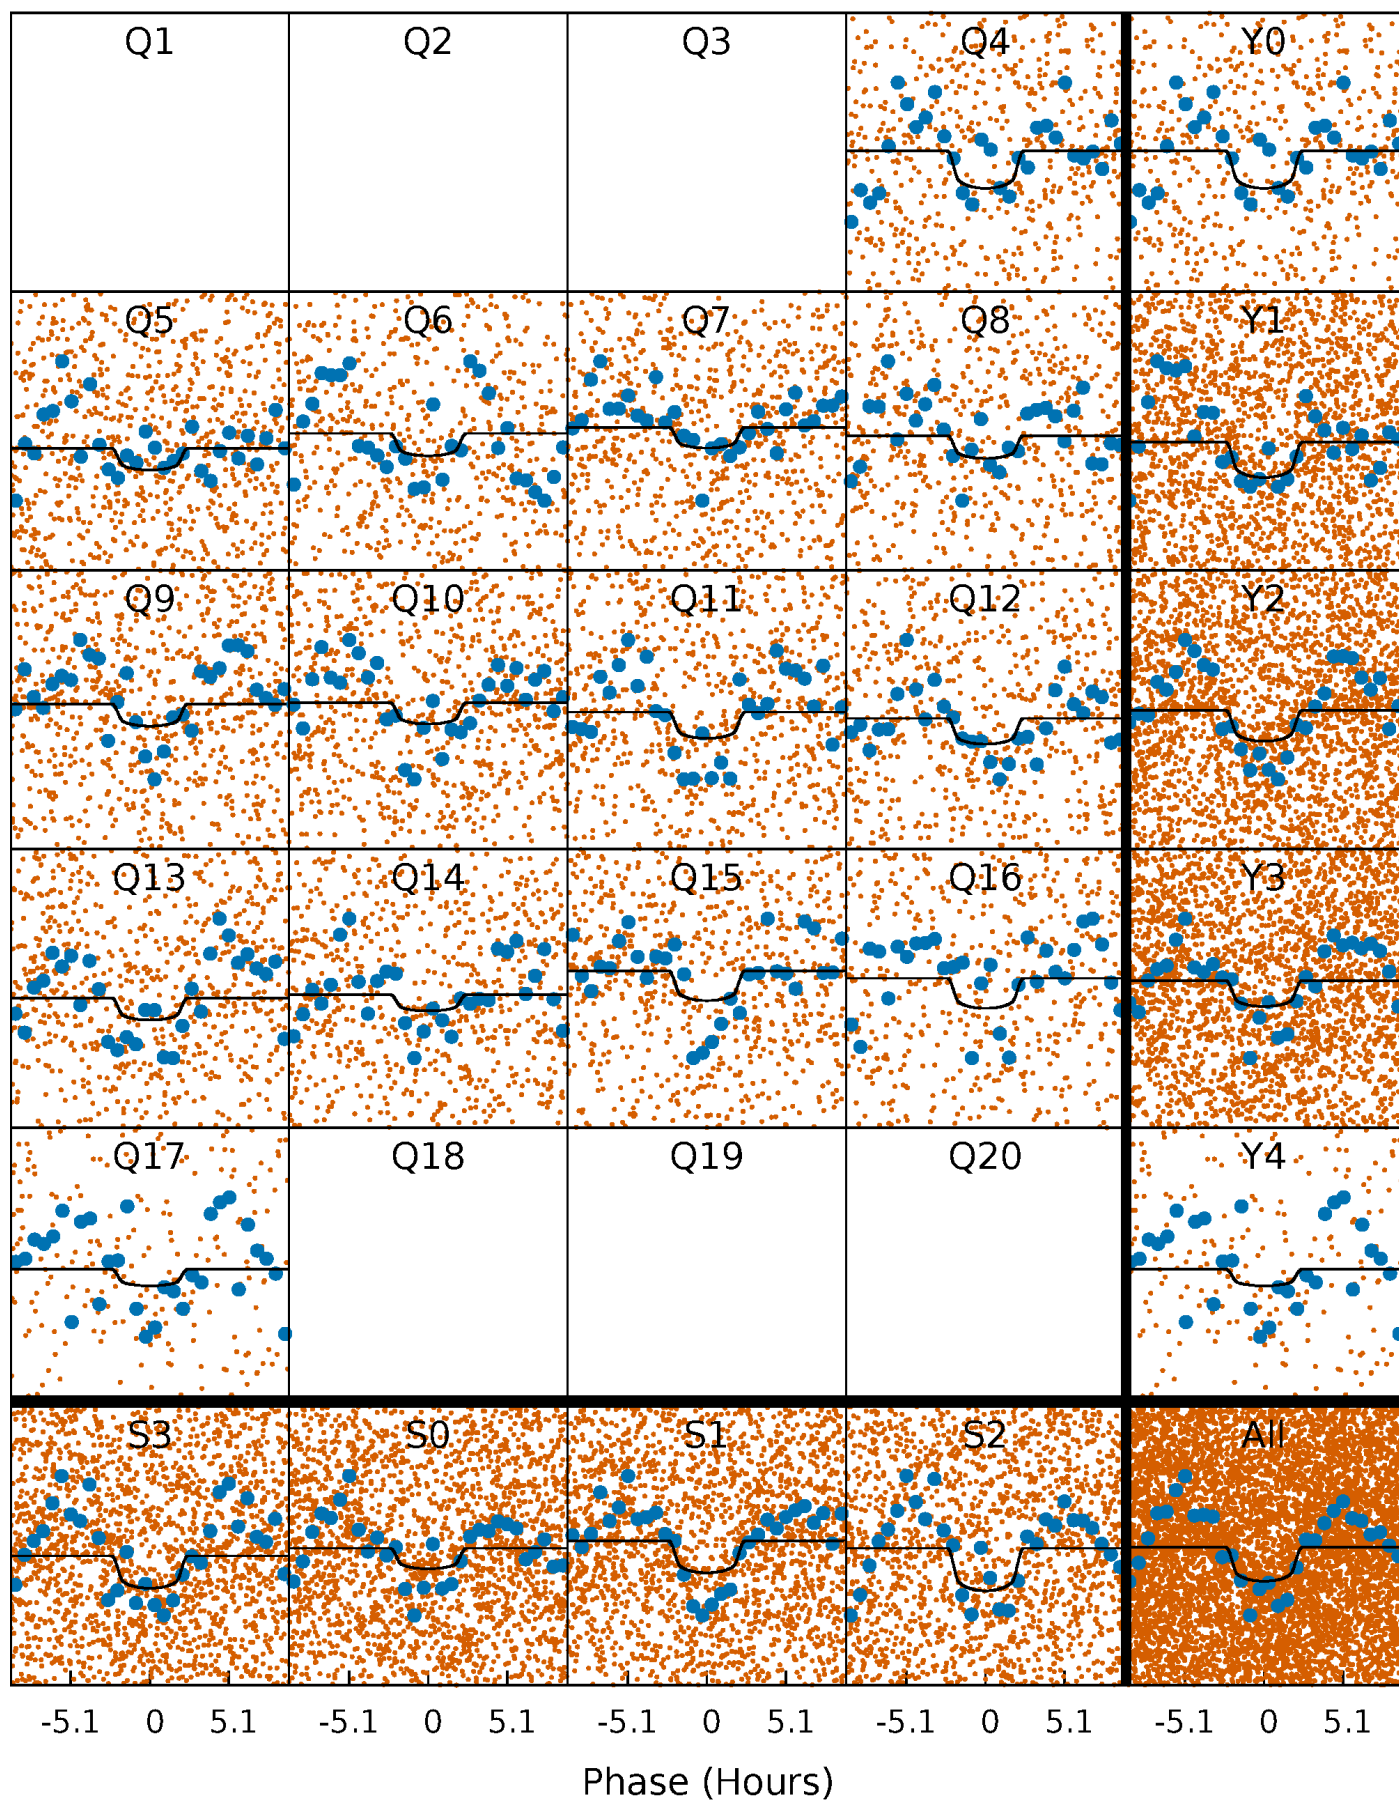 Q1 Q2 Q3 Q4 Y0
Q5 Q6 Q7 Q8 Y1
Q9 Q10 Q11 Q12 Y2
Q13 Q14 Q15 Q16 Y3
Q17 Q18 Q19 Q20 Y4
S3 S0 S1 S2 All
-5.1 0 5.1 -5.1 0 5.1 -5.1 0 5.1 -5.1 0 5.1 -5.1 0 5.1
Phase (Hours)